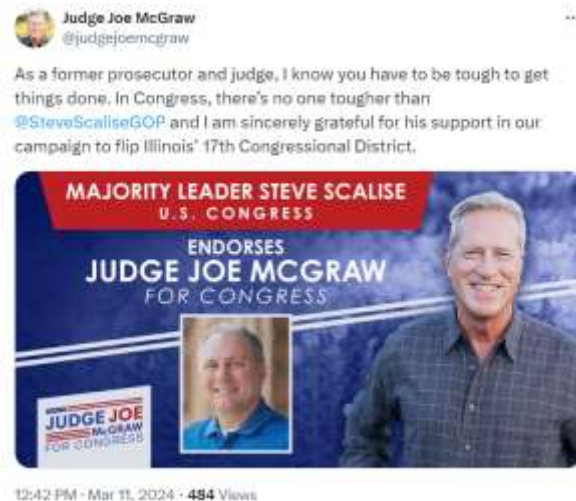 Judge Joe McGraw
@judgejoemcgraw
As a former prosecutor and judge, I know you have to be tough to get
things done. In Congress, there's no one tougher than
@SteveScaliseGOP and I am sincerely grateful for his support in our
campaign to flip Illinois' 17th Congressional District.
MAJORITY LEADER STEVE SCALISE
U.S. CONGRESS
ENDORSES
JUDGE JOE MCGRAW
FOR CONGRESS
JUDGE JOE
McGRAW
FOR CONGRESS
12:42 PM · Mar 11, 2024 · 484 Views